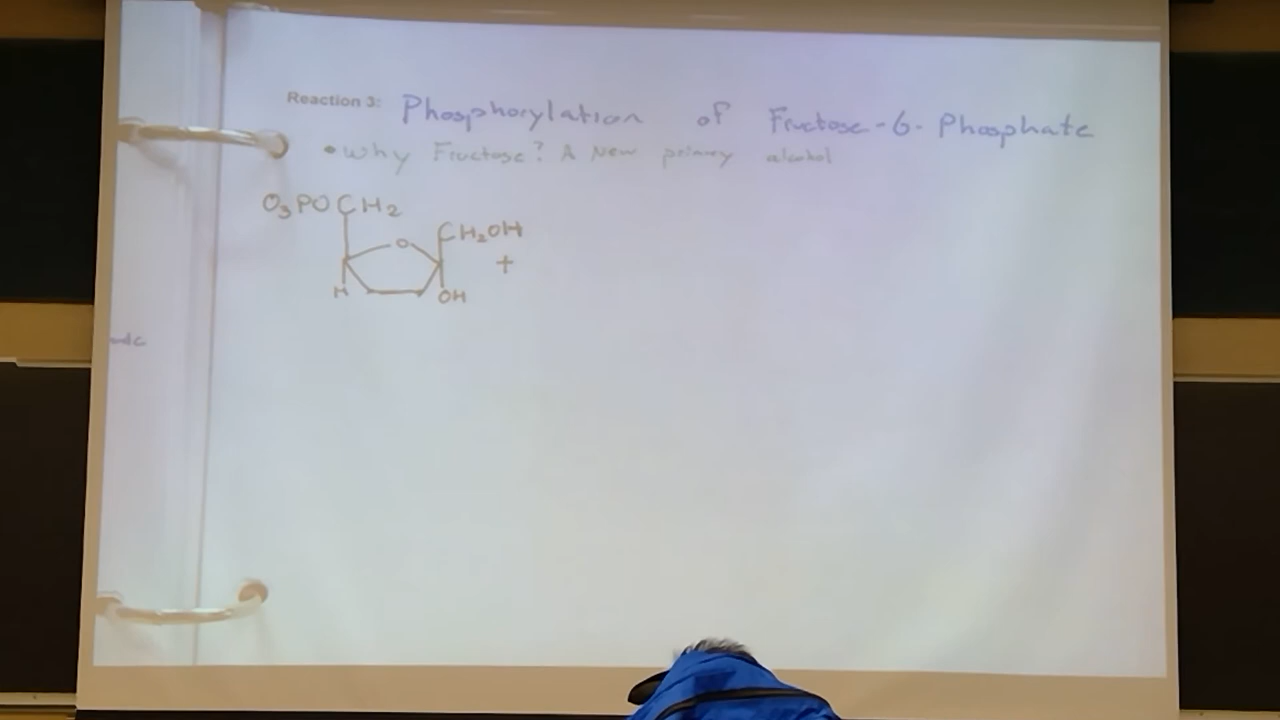 Reaction 3: Phosphorylation of Fructose-6-Phosphate
• Why Fructose? A New primary alcohol
O₃POCH₂
CH₂OH
O
+
H
OH